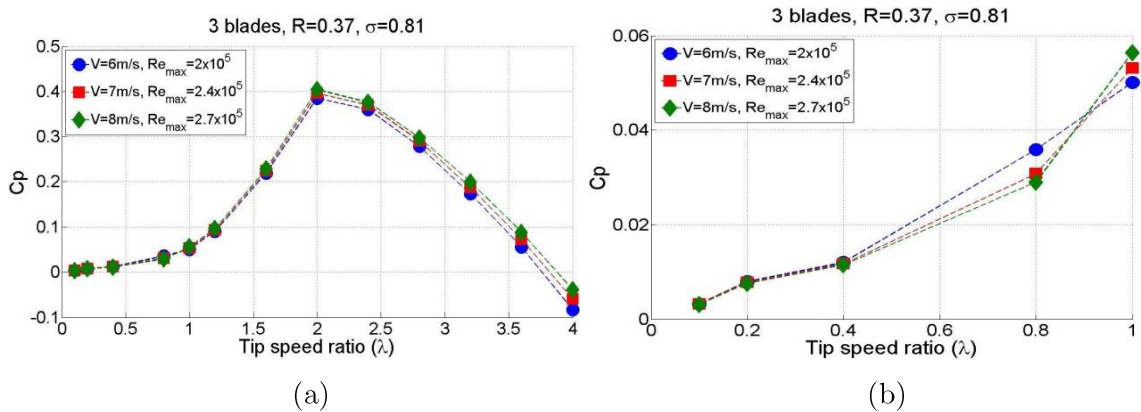 3 blades, R=0.37, σ=0.81
0.5
0.4
0.3
0.2
0.1
0
-0.1
Cp
V=6m/s, Re_max=2x10^5
V=7m/s, Re_max=2.4x10^5
V=8m/s, Re_max=2.7x10^5
0 0.5 1 1.5 2 2.5 3 3.5 4
Tip speed ratio (λ)
(a)
3 blades, R=0.37, σ=0.81
0.06
0.04
0.02
0
Cp
V=6m/s, Re_max=2x10^5
V=7m/s, Re_max=2.4x10^5
V=8m/s, Re_max=2.7x10^5
0 0.2 0.4 0.6 0.8 1
Tip speed ratio (λ)
(b)